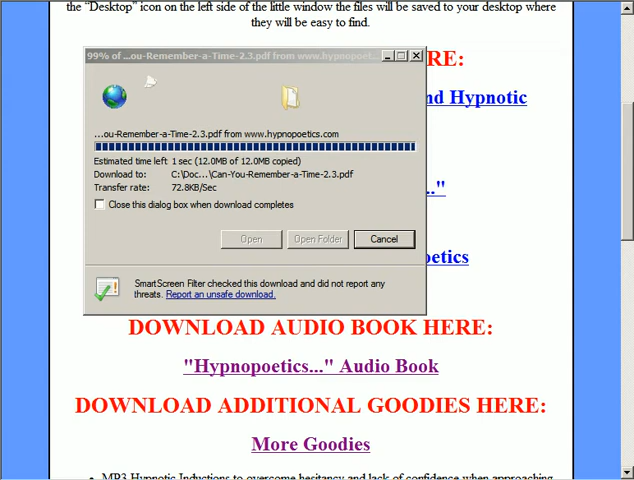 the “Desktop” icon on the left side of the little window the files will be saved to your desktop where
they will be easy to find.
99% of ...ou-Remember-a-Time-2.3.pdf from www.hypnopoet...
RE:
nd Hypnotic
...ou-Remember-a-Time-2.3.pdf from www.hypnopoetics.com
Estimated time left 1 sec (12.0MB of 12.0MB copied)
Download to: C:\Doc...\Can-You-Remember-a-Time-2.3.pdf
Transfer rate: 72.8KB/Sec
.."
Close this dialog box when download completes
Open Open Folder Cancel
oetics
SmartScreen Filter checked this download and did not report any
threats. Report an unsafe download.
DOWNLOAD AUDIO BOOK HERE:
"Hypnopoetics..." Audio Book
DOWNLOAD ADDITIONAL GOODIES HERE:
More Goodies
• MP3 Hypnotic Inductions to overcome hesitancy and lack of confidence when approaching